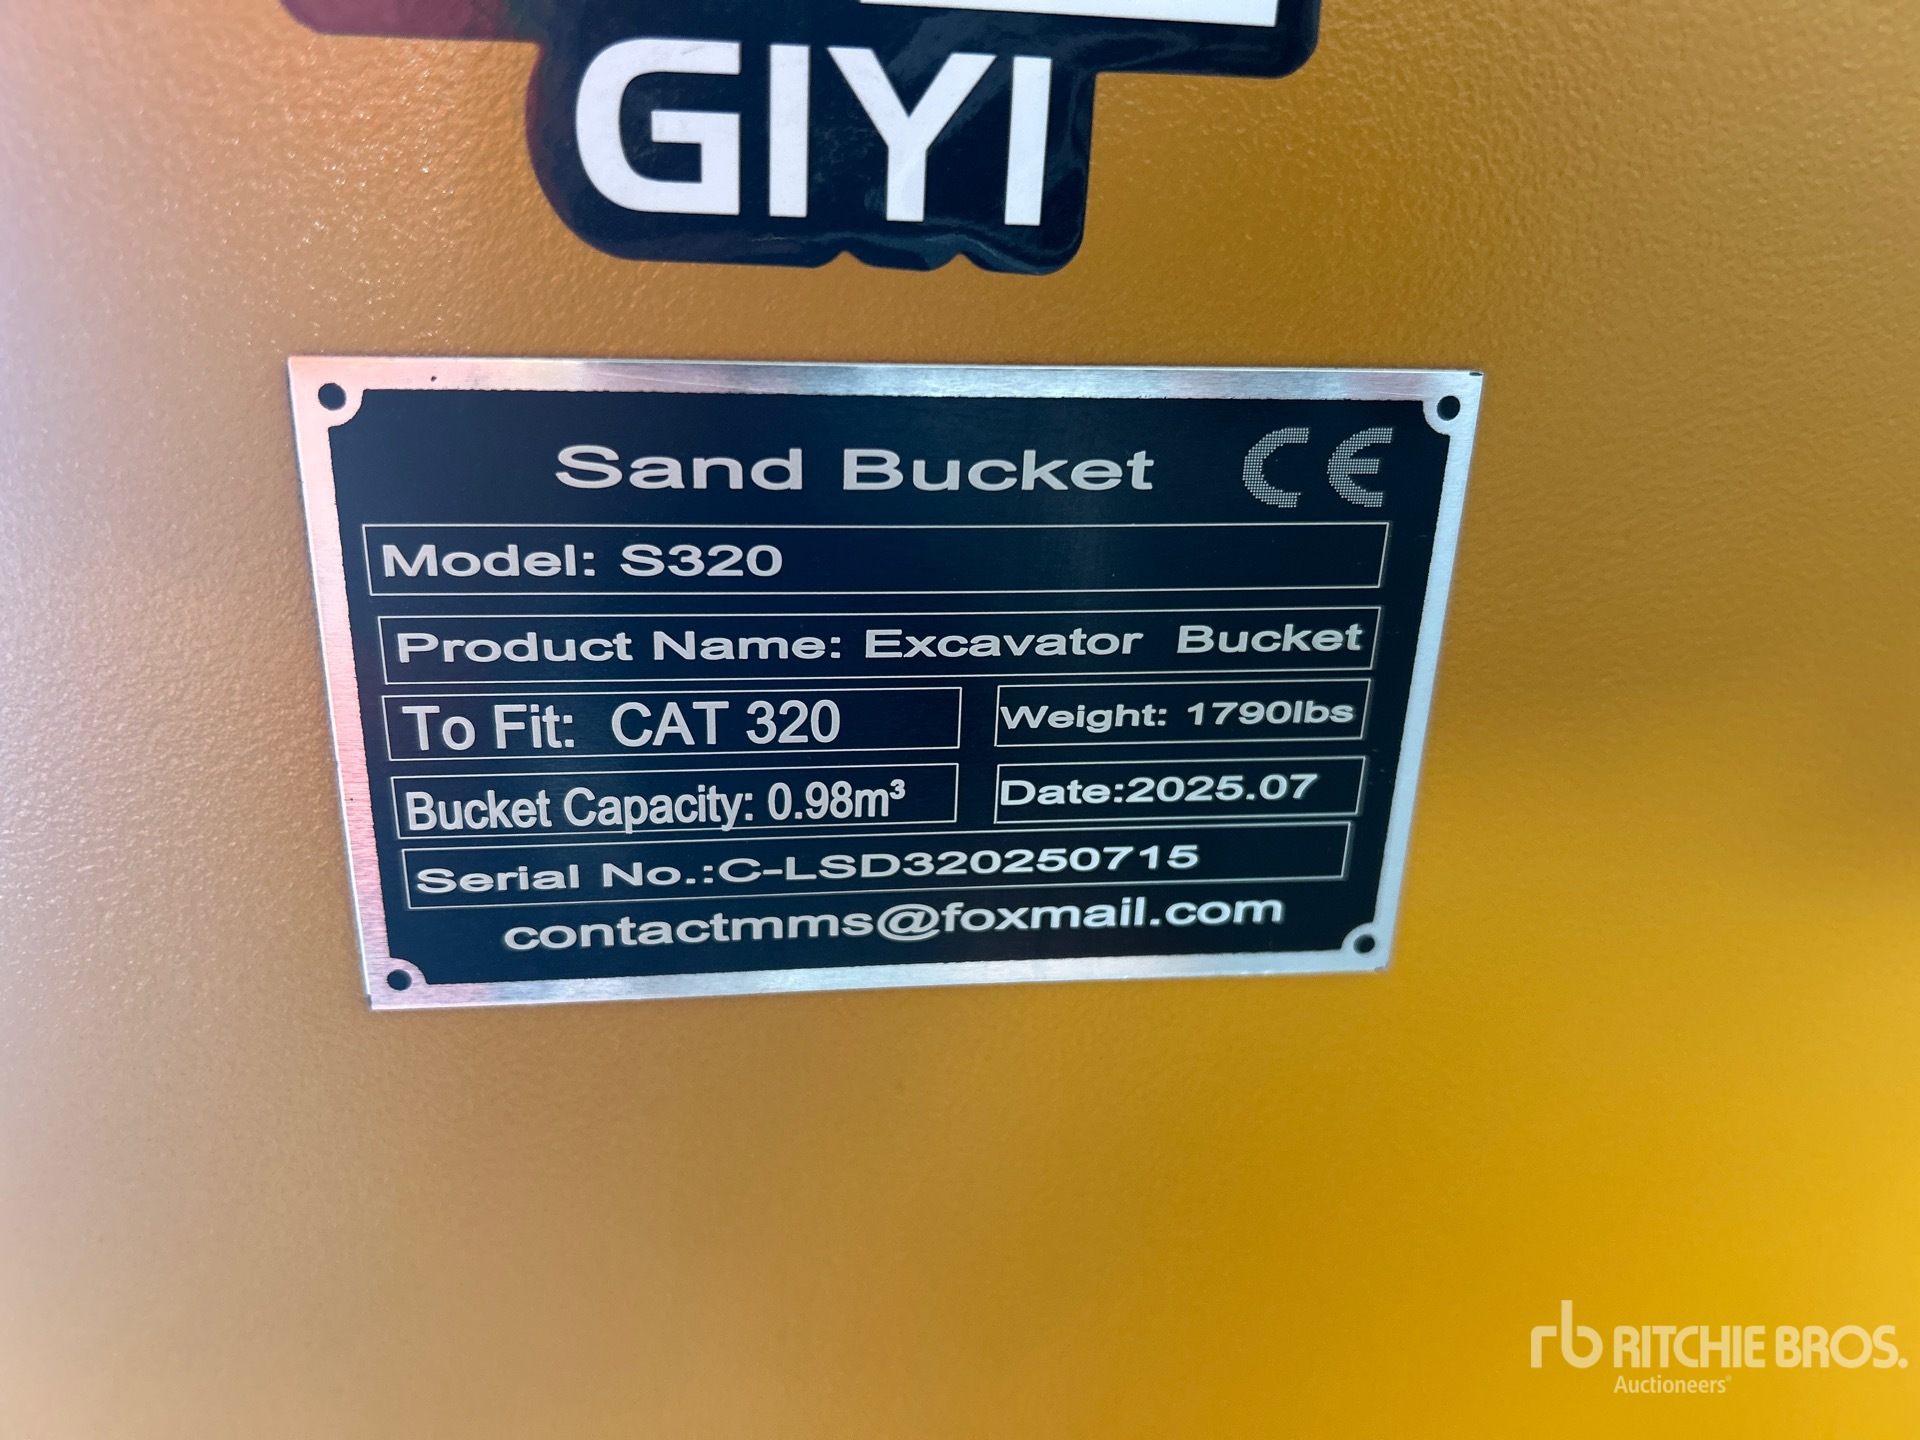 GIYI
Sand Bucket CE
Model: S320
Product Name: Excavator Bucket
To Fit: CAT 320
Weight: 1790lbs
Bucket Capacity: 0.98m³
Date:2025.07
Serial No.:C-LSD320250715
contactmms@foxmail.com
rb RITCHIE BROS.
Auctioneers